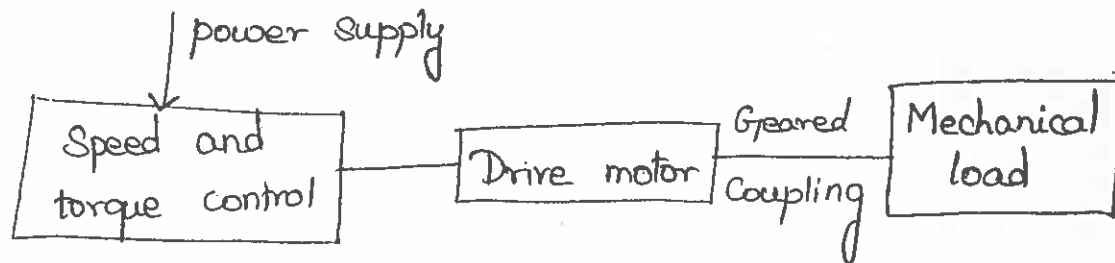 power supply
Speed and
torque control
Drive motor
Geared
Coupling
Mechanical
load